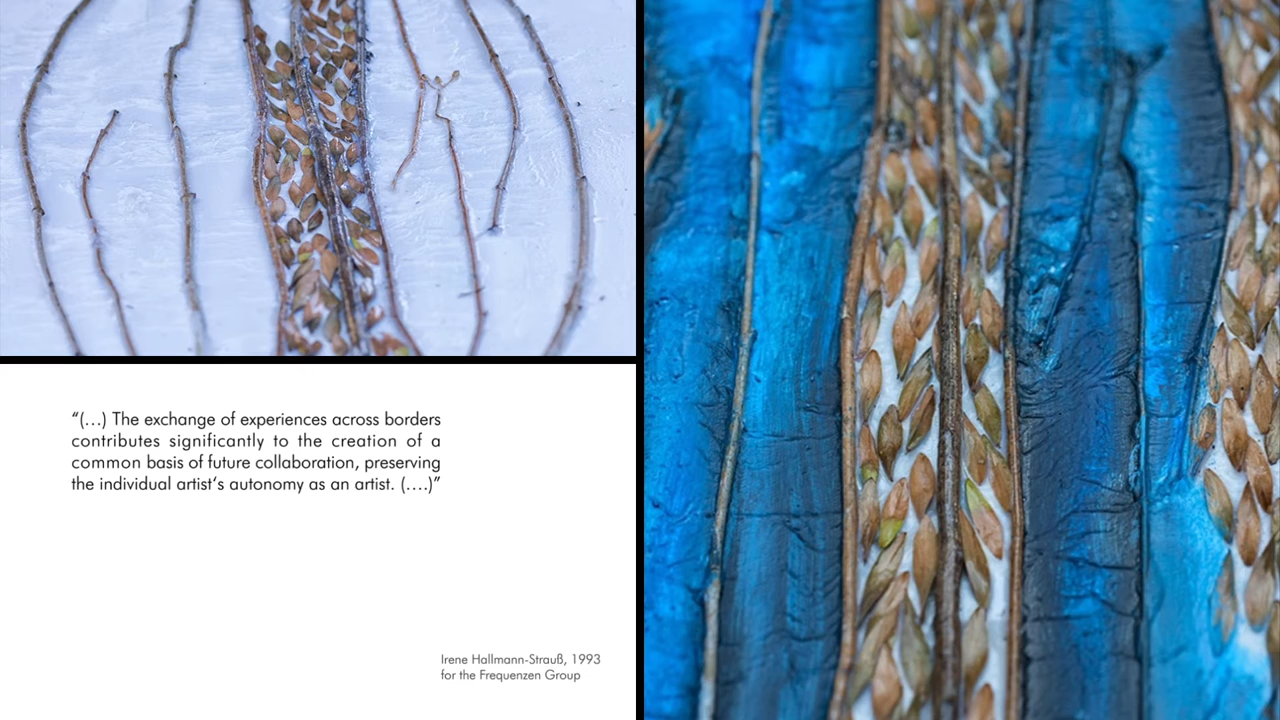 “(…) The exchange of experiences across borders
contributes significantly to the creation of a
common basis of future collaboration, preserving
the individual artist‘s autonomy as an artist. (….)”
Irene Hallmann-Strauß, 1993
for the Frequenzen Group